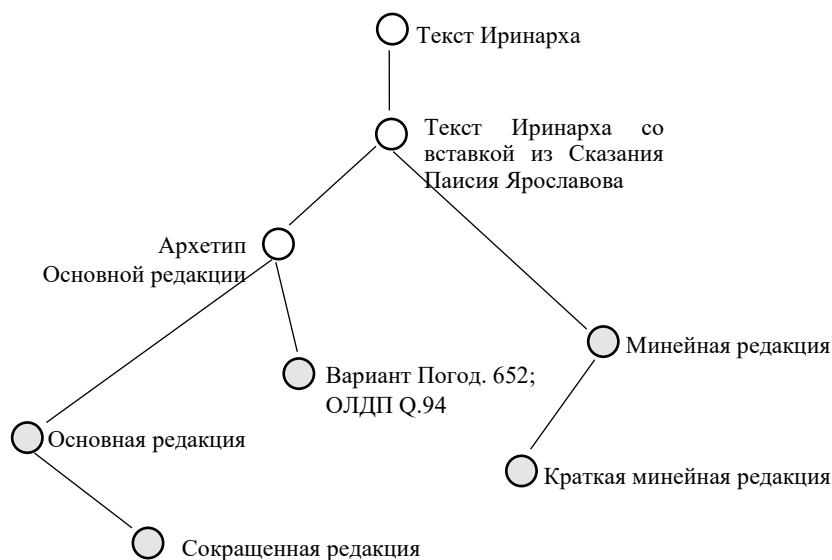 Текст Иринарха
Текст Иринарха со
вставкой из Сказания
Паисия Ярославова
Архетип
Основной редакции
Минейная редакция
Вариант Погод. 652;
ОЛДП Q.94
Основная редакция
Краткая минейная редакция
Сокращенная редакция